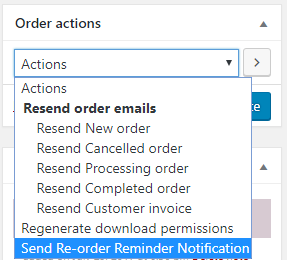 Order actions
Actions
Actions
Resend order emails
Resend New order
Resend Cancelled order
Resend Processing order
Resend Completed order
Resend Customer invoice
Regenerate download permissions
Send Re-order Reminder Notification